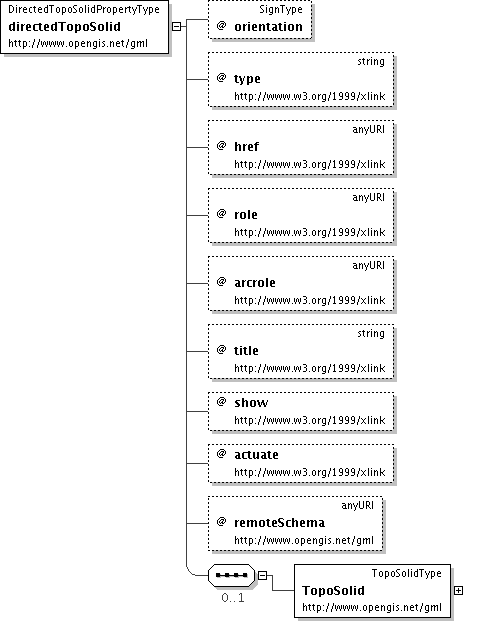 DirectedTopoSolidPropertyType
directedTopoSolid
http://www.opengis.net/gml
SignType
@ orientation
string
@ type
http://www.w3.org/1999/xlink
anyURI
@ href
http://www.w3.org/1999/xlink
anyURI
@ role
http://www.w3.org/1999/xlink
anyURI
@ arcrole
http://www.w3.org/1999/xlink
string
@ title
http://www.w3.org/1999/xlink
@ show
http://www.w3.org/1999/xlink
@ actuate
http://www.w3.org/1999/xlink
anyURI
@ remoteSchema
http://www.opengis.net/gml
0..1
TopoSolidType
TopoSolid
http://www.opengis.net/gml